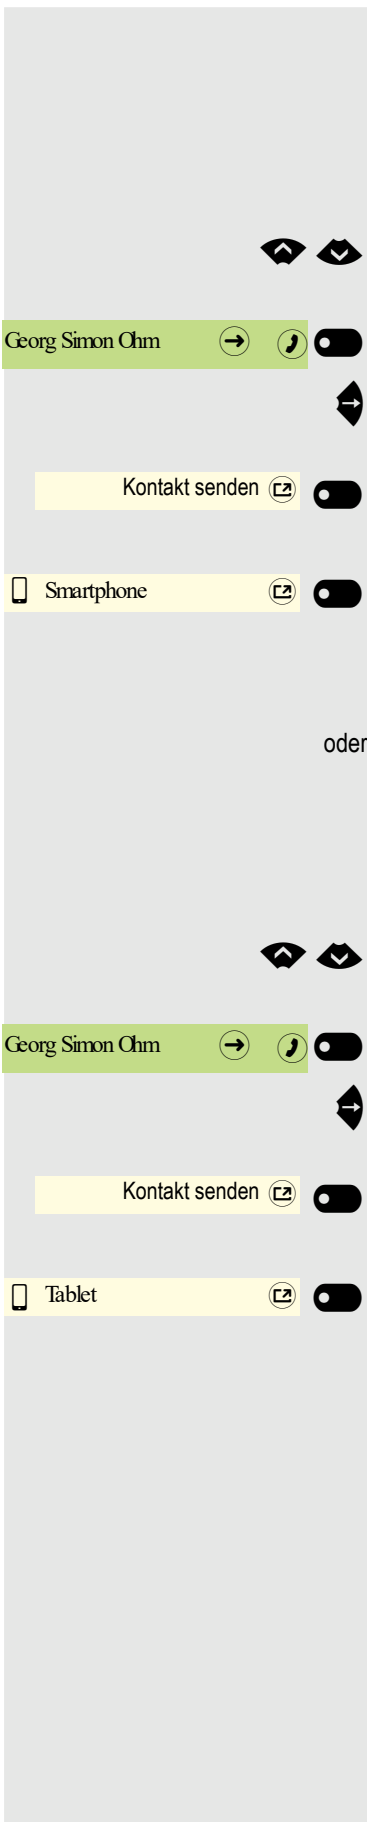 Georg Simon Ohm
Kontakt senden
Smartphone
oder
Georg Simon Ohm
Kontakt senden
Tablet